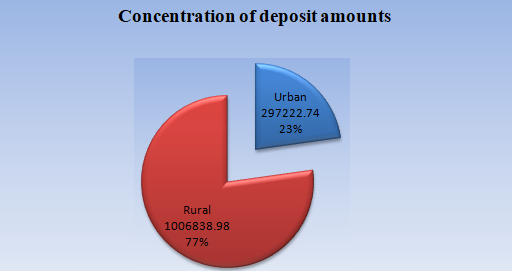 Concentration of deposit amounts
Urban
297222.74
23%
Rural
1006838.98
77%